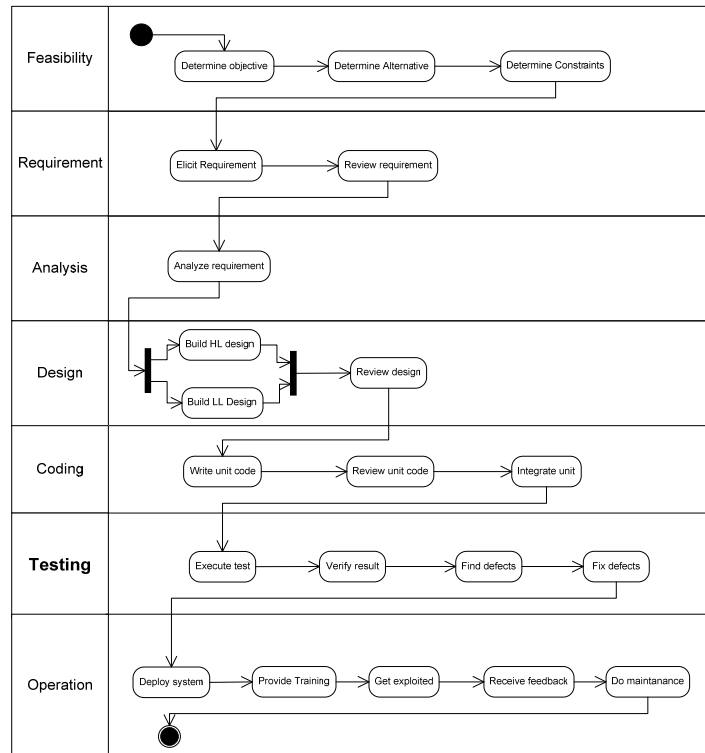 Feasibility
Determine objective
Determine Alternative
Determine Constraints
Requirement
Elicit Requirement
Review requirement
Analysis
Analyze requirement
Design
Build HL design
Build LL Design
Review design
Coding
Write unit code
Review unit code
Integrate unit
Testing
Execute test
Verify result
Find defects
Fix defects
Operation
Deploy system
Provide Training
Get exploited
Receive feedback
Do maintanance